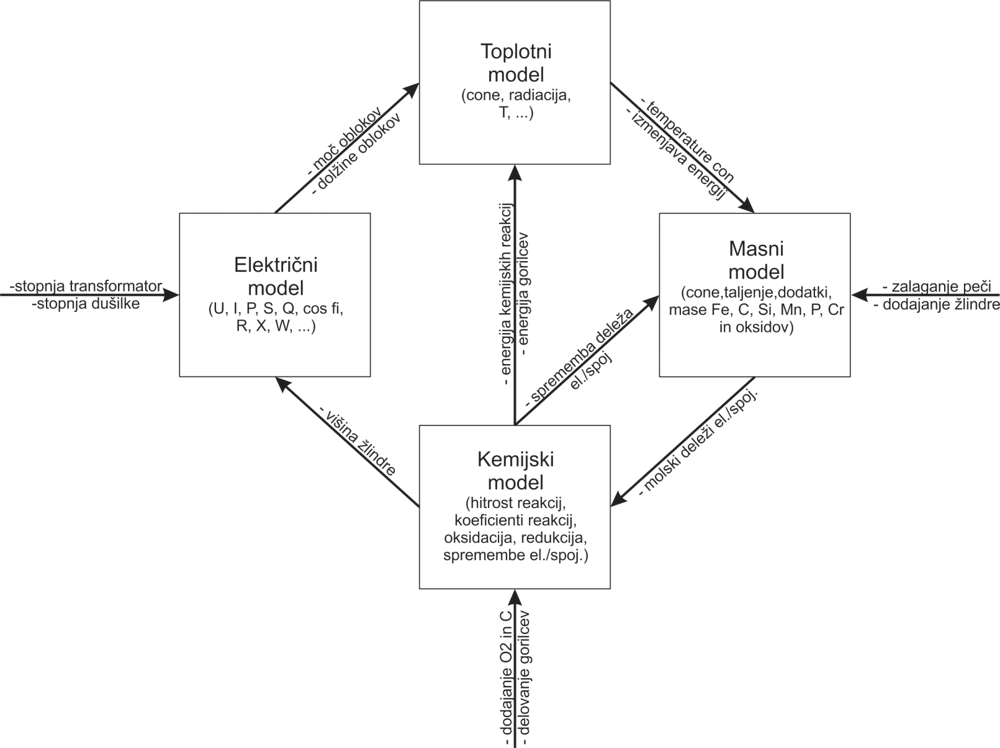 Toplotni
model
(cone, radiacija,
T, ...)
- moč oblokov
- dolžine oblokov
- temperature con
- izmenjava energij
Električni
model
(U, I, P, S, Q, cos fi,
R, X, W, ...)
-stopnja transformator
-stopnja dušilke
- energija kemijskih reakcij
- energija gorilcev
Masni
model
(cone,taljenje,dodatki,
mase Fe, C, Si, Mn, P, Cr
in oksidov)
- zalaganje peči
- dodajanje žlindre
- sprememba deleža
el./spoj
- višina žlindre
- molski deleži el./spoj.
Kemijski
model
(hitrost reakcij,
koeficienti reakcij,
oksidacija, redukcija,
spremembe el./spoj.)
- dodajanje O2 in C
- delovanje gorilcev